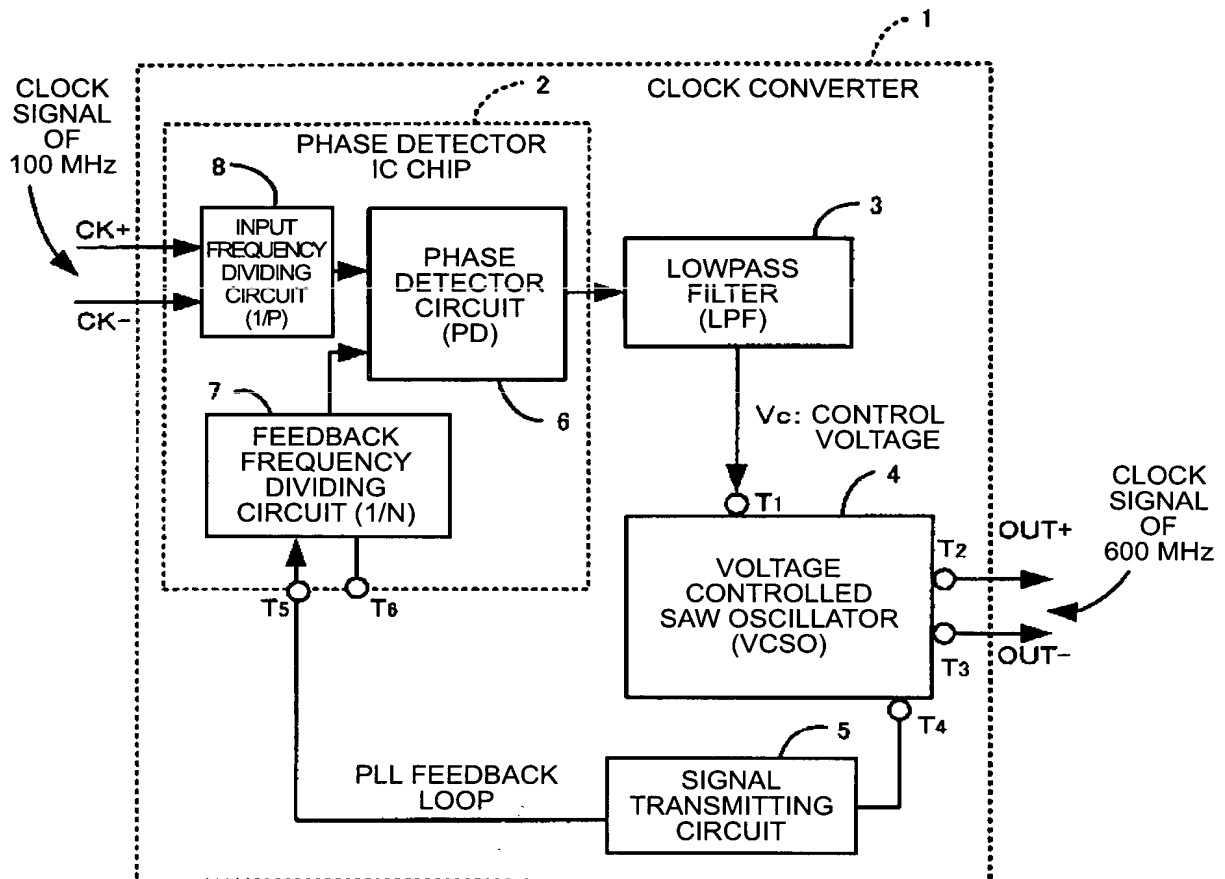 1
CLOCK CONVERTER
CLOCK
SIGNAL
OF
100 MHz
2
PHASE DETECTOR
IC CHIP
8
CK+
CK-
INPUT
FREQUENCY
DIVIDING
CIRCUIT
(1/P)
PHASE
DETECTOR
CIRCUIT
(PD)
6
3
LOWPASS
FILTER
(LPF)
7
FEEDBACK
FREQUENCY
DIVIDING
CIRCUIT (1/N)
T5
T6
Vc: CONTROL
VOLTAGE
T1
4
VOLTAGE
CONTROLLED
SAW OSCILLATOR
(VCSO)
T2
OUT+
T3
OUT-
CLOCK
SIGNAL
OF
600 MHz
T4
5
SIGNAL
TRANSMITTING
CIRCUIT
PLL FEEDBACK
LOOP